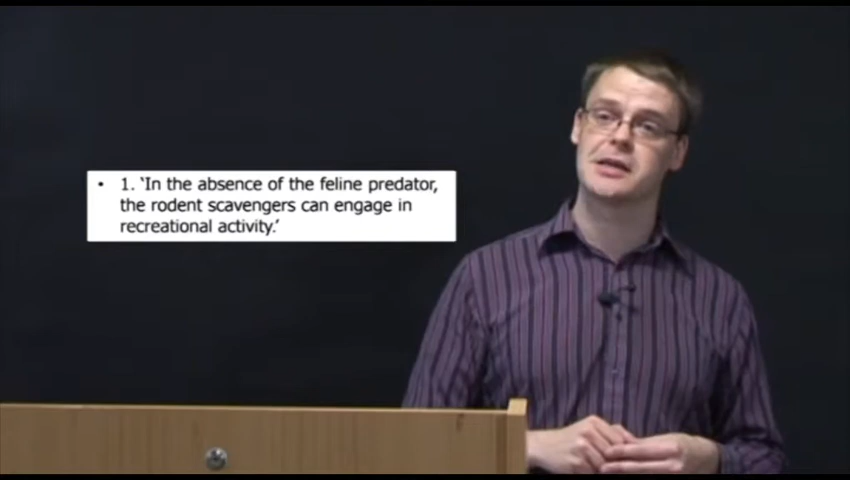 • 1. ‘In the absence of the feline predator,
the rodent scavengers can engage in
recreational activity.’